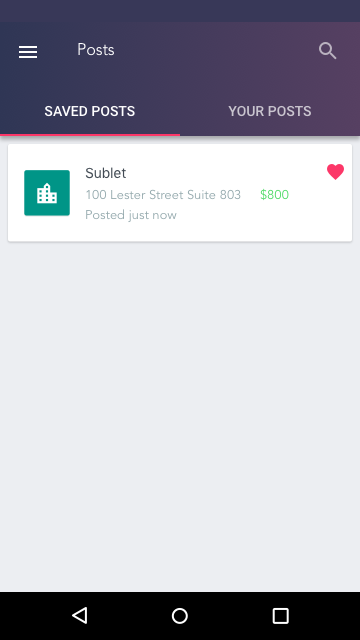 Posts
SAVED POSTS
YOUR POSTS
Sublet
100 Lester Street Suite 803 $800
Posted just now